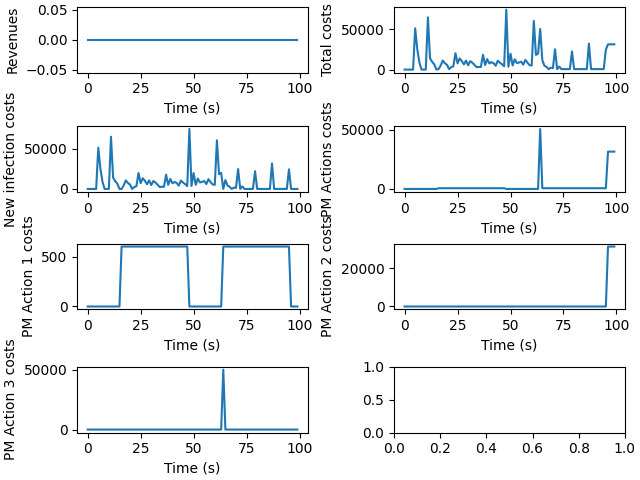 Revenues
0.05
0.00
−0.05
0 25 50 75 100
Time (s)
Total costs
50000
0
0 25 50 75 100
Time (s)
New infection costs
50000
0
0 25 50 75 100
Time (s)
PM Actions costs
50000
0
0 25 50 75 100
Time (s)
PM Action 1 costs
500
0
0 25 50 75 100
Time (s)
PM Action 2 costs
20000
0
0 25 50 75 100
Time (s)
PM Action 3 costs
50000
0
0 25 50 75 100
Time (s)
1.0
0.5
0.0
0.0 0.2 0.4 0.6 0.8 1.0